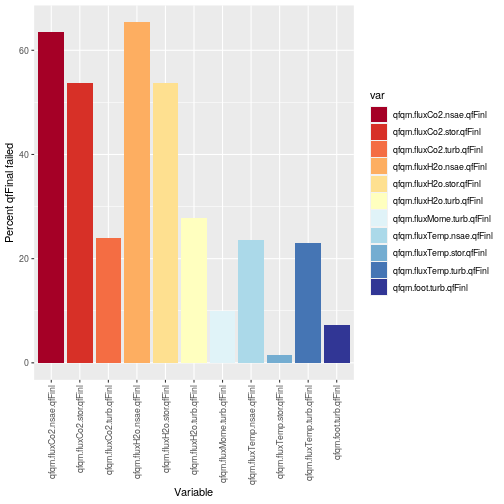 Percent qfFinal failed
60
40
20
0
qfqm.fluxCo2.nsae.qfFinl
qfqm.fluxCo2.stor.qfFinl
qfqm.fluxCo2.turb.qfFinl
qfqm.fluxH2o.nsae.qfFinl
qfqm.fluxH2o.stor.qfFinl
qfqm.fluxH2o.turb.qfFinl
qfqm.fluxMome.turb.qfFinl
qfqm.fluxTemp.nsae.qfFinl
qfqm.fluxTemp.stor.qfFinl
qfqm.fluxTemp.turb.qfFinl
qfqm.foot.turb.qfFinl
Variable
var
qfqm.fluxCo2.nsae.qfFinl
qfqm.fluxCo2.stor.qfFinl
qfqm.fluxCo2.turb.qfFinl
qfqm.fluxH2o.nsae.qfFinl
qfqm.fluxH2o.stor.qfFinl
qfqm.fluxH2o.turb.qfFinl
qfqm.fluxMome.turb.qfFinl
qfqm.fluxTemp.nsae.qfFinl
qfqm.fluxTemp.stor.qfFinl
qfqm.fluxTemp.turb.qfFinl
qfqm.foot.turb.qfFinl